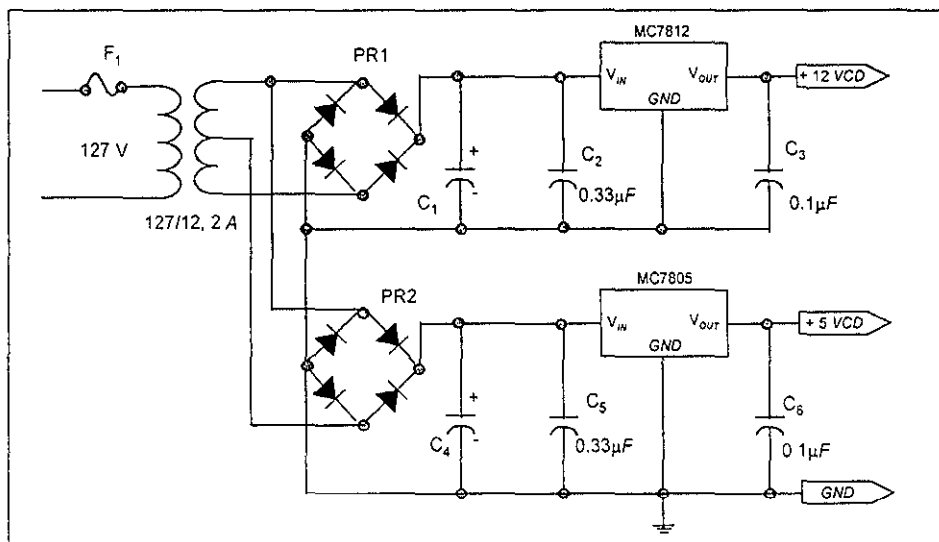 F1
127 V
127/12, 2 A
PR1
C1
+
-
C2
0.33µF
MC7812
VIN
VOUT
GND
C3
0.1µF
+ 12 VCD
PR2
C4
+
-
C5
0.33µF
MC7805
VIN
VOUT
GND
C6
0 1µF
+ 5 VCD
GND